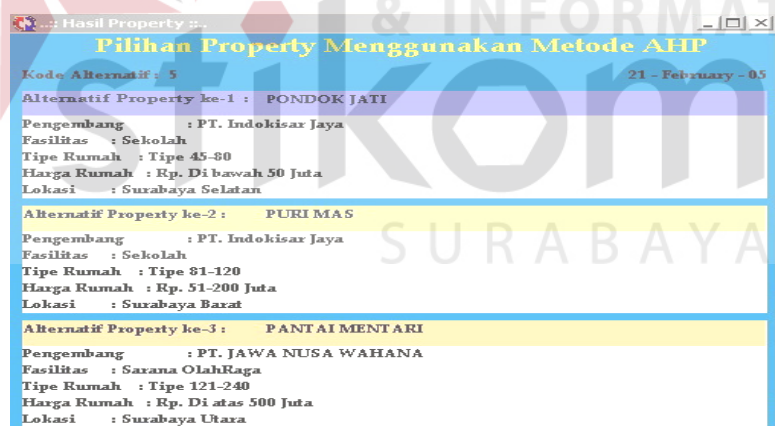 & INFORMAT
..:: Hasil Property ::..
Pilihan Property Menggunakan Metode AHP
Kode Alternatif : 5 21 - February - 05
Alternatif Property ke-1 : PONDOK JATI
Pengembang : PT. Indokisar Jaya
Fasilitas : Sekolah
Tipe Rumah : Tipe 45-80
Harga Rumah : Rp. Di bawah 50 Juta
Lokasi : Surabaya Selatan
Alternatif Property ke-2 : PURI MAS
Pengembang : PT. Indokisar Jaya
Fasilitas : Sekolah
Tipe Rumah : Tipe 81-120
Harga Rumah : Rp. 51-200 Juta
Lokasi : Surabaya Barat
Alternatif Property ke-3 : PANTAI MENTARI
Pengembang : PT. JAWA NUSA WAHANA
Fasilitas : Sarana OlahRaga
Tipe Rumah : Tipe 121-240
Harga Rumah : Rp. Di atas 500 Juta
Lokasi : Surabaya Utara
stikom
SURABAYA